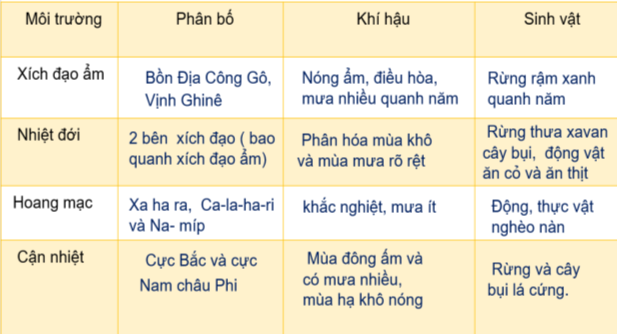 Môi trường Phân bố Khí hậu Sinh vật
Xích đạo ẩm
Bồn Địa Công Gô,
Vịnh Ghinê
Nóng ẩm, điều hòa,
mưa nhiều quanh năm
Rừng rậm xanh
quanh năm
Nhiệt đới
2 bên xích đạo ( bao
quanh xích đạo ẩm)
Phân hóa mùa khô
và mùa mưa rõ rệt
Rừng thưa xavan
cây bụi, động vật
ăn cỏ và ăn thịt
Hoang mạc
Xa ha ra, Ca-la-ha-ri
và Na- míp
khắc nghiệt, mưa ít
Động, thực vật
nghèo nàn
Cận nhiệt
Cực Bắc và cực
Nam châu Phi
Mùa đông ấm và
có mưa nhiều,
mùa hạ khô nóng
Rừng và cây
bụi lá cứng.